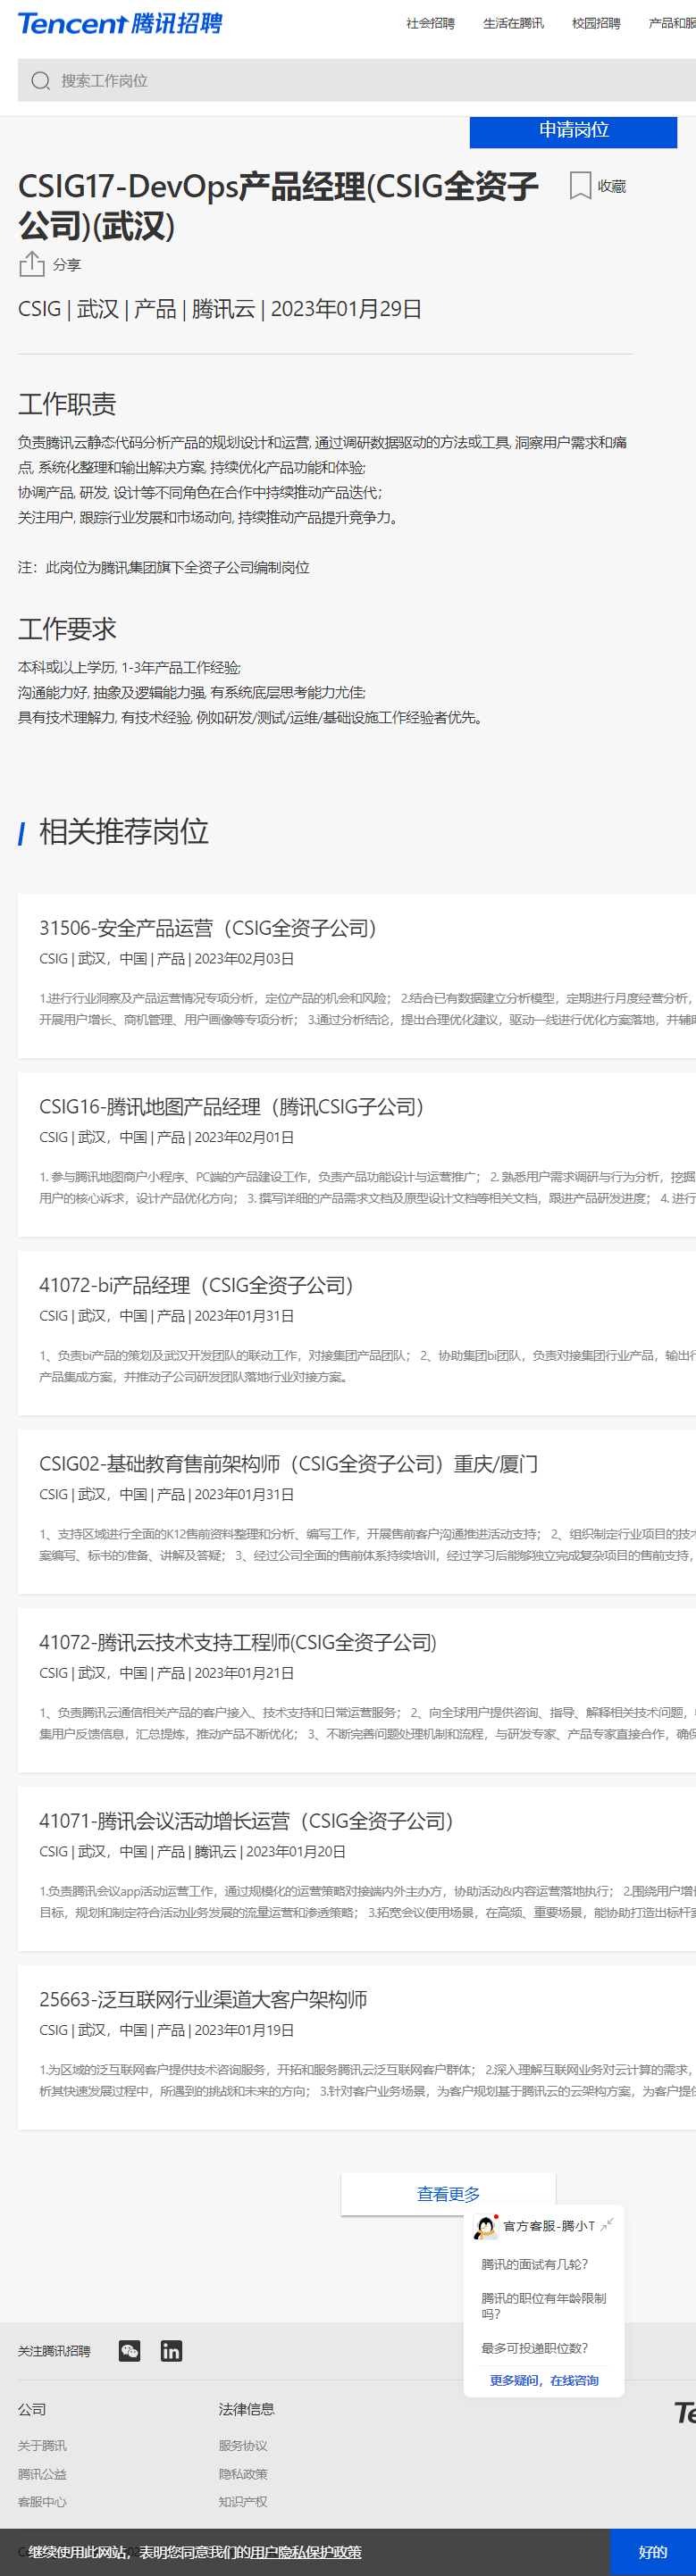 Tencent 腾讯招聘
社会招聘 生活在腾讯 校园招聘 产品和服
搜索工作岗位
申请岗位
CSIG17-DevOps产品经理(CSIG全资子
公司)(武汉)
收藏
分享
CSIG | 武汉 | 产品 | 腾讯云 | 2023年01月29日
工作职责
负责腾讯云静态代码分析产品的规划设计和运营, 通过调研数据驱动的方法或工具, 洞察用户需求和痛
点, 系统化整理和输出解决方案, 持续优化产品功能和体验;
协调产品, 研发, 设计等不同角色在合作中持续推动产品迭代；
关注用户, 跟踪行业发展和市场动向, 持续推动产品提升竞争力。
注：此岗位为腾讯集团旗下全资子公司编制岗位
工作要求
本科或以上学历, 1-3年产品工作经验;
沟通能力好, 抽象及逻辑能力强, 有系统底层思考能力尤佳;
具有技术理解力, 有技术经验, 例如研发/测试/运维/基础设施工作经验者优先。
相关推荐岗位
31506-安全产品运营（CSIG全资子公司）
CSIG | 武汉，中国 | 产品 | 2023年02月03日
1.进行行业洞察及产品运营情况专项分析，定位产品的机会和风险； 2.结合已有数据建立分析模型，定期进行月度经营分析，
开展用户增长、商机管理、用户画像等专项分析； 3.通过分析结论，提出合理优化建议，驱动一线进行优化方案落地，并辅助
CSIG16-腾讯地图产品经理（腾讯CSIG子公司）
CSIG | 武汉，中国 | 产品 | 2023年02月01日
1. 参与腾讯地图商户小程序、PC端的产品建设工作，负责产品功能设计与运营推广； 2. 熟悉用户需求调研与行为分析，挖掘
用户的核心诉求，设计产品优化方向； 3. 撰写详细的产品需求文档及原型设计文档等相关文档，跟进产品研发进度； 4. 进行
41072-bi产品经理（CSIG全资子公司）
CSIG | 武汉，中国 | 产品 | 2023年01月31日
1、负责bi产品的策划及武汉开发团队的联动工作，对接集团产品团队； 2、协助集团bi团队，负责对接集团行业产品，输出行
产品集成方案，并推动子公司研发团队落地行业对接方案。
CSIG02-基础教育售前架构师（CSIG全资子公司）重庆/厦门
CSIG | 武汉，中国 | 产品 | 2023年01月31日
1、支持区域进行全面的K12售前资料整理和分析、编写工作，开展售前客户沟通推进活动支持； 2、组织制定行业项目的技术
案编写、标书的准备、讲解及答疑； 3、经过公司全面的售前体系持续培训，经过学习后能够独立完成复杂项目的售前支持，
41072-腾讯云技术支持工程师(CSIG全资子公司)
CSIG | 武汉，中国 | 产品 | 2023年01月21日
1、负责腾讯云通信相关产品的客户接入、技术支持和日常运营服务； 2、向全球用户提供咨询、指导、解释相关技术问题，
集用户反馈信息，汇总提炼，推动产品不断优化； 3、不断完善问题处理机制和流程，与研发专家、产品专家直接合作，确保
41071-腾讯会议活动增长运营（CSIG全资子公司）
CSIG | 武汉，中国 | 产品 | 腾讯云 | 2023年01月20日
1.负责腾讯会议app活动运营工作，通过规模化的运营策略对接端内外主办方，协助活动&内容运营落地执行； 2.围绕用户增长
目标，规划和制定符合活动业务发展的流量运营和渗透策略； 3.拓宽会议使用场景，在高频、重要场景，能协助打造出标杆案
25663-泛互联网行业渠道大客户架构师
CSIG | 武汉，中国 | 产品 | 2023年01月19日
1.为区域的泛互联网客户提供技术咨询服务，开拓和服务腾讯云泛互联网客户群体； 2.深入理解互联网业务对云计算的需求，
析其快速发展过程中，所遇到的挑战和未来的方向； 3.针对客户业务场景，为客户规划基于腾讯云的云架构方案，为客户提供
查看更多
官方客服-腾小T
腾讯的面试有几轮？
腾讯的职位有年龄限制
吗？
最多可投递职位数？
更多疑问，在线咨询
关注腾讯招聘
公司 法律信息
Te
关于腾讯 服务协议
腾讯公益 隐私政策
客服中心 知识产权
继续使用此网站，表明您同意我们的用户隐私保护政策
好的